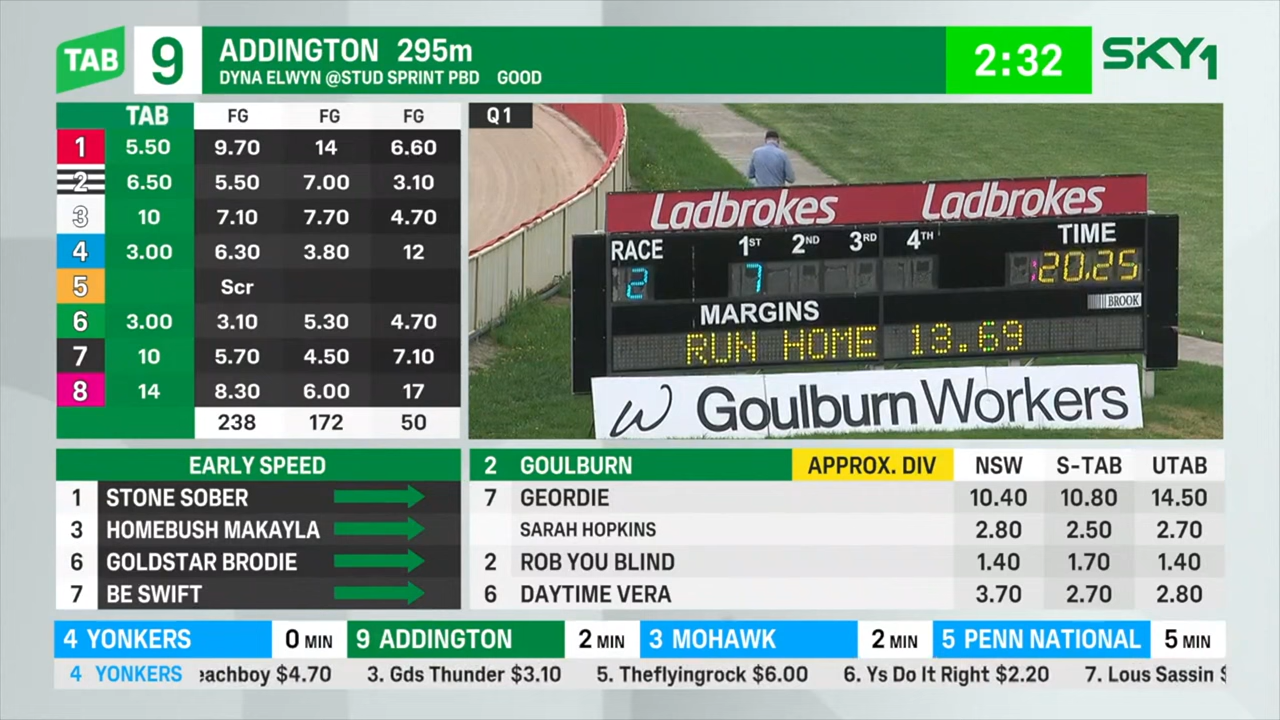 TAB 9 ADDINGTON 295m 2:32 SKY1
DYNA ELWYN @STUD SPRINT PBD GOOD
TAB FG FG FG
1 5.50 9.70 14 6.60
2 6.50 5.50 7.00 3.10
3 10 7.10 7.70 4.70
4 3.00 6.30 3.80 12
5 Scr
6 3.00 3.10 5.30 4.70
7 10 5.70 4.50 7.10
8 14 8.30 6.00 17
238 172 50
Q1
Ladbrokes Ladbrokes
RACE 1ST 2ND 3RD 4TH TIME
2 7 :20.25
BROOK
MARGINS
RUN HOME 13.69
Goulburn Workers
EARLY SPEED
1 STONE SOBER
3 HOMEBUSH MAKAYLA
6 GOLDSTAR BRODIE
7 BE SWIFT
2 GOULBURN APPROX. DIV NSW S-TAB UTAB
7 GEORDIE 10.40 10.80 14.50
SARAH HOPKINS 2.80 2.50 2.70
2 ROB YOU BLIND 1.40 1.70 1.40
6 DAYTIME VERA 3.70 2.70 2.80
4 YONKERS 0 MIN 9 ADDINGTON 2 MIN 3 MOHAWK 2 MIN 5 PENN NATIONAL 5 MIN
4 YONKERS eachboy $4.70 3. Gds Thunder $3.10 5. Theflyingrock $6.00 6. Ys Do It Right $2.20 7. Lous Sassin $